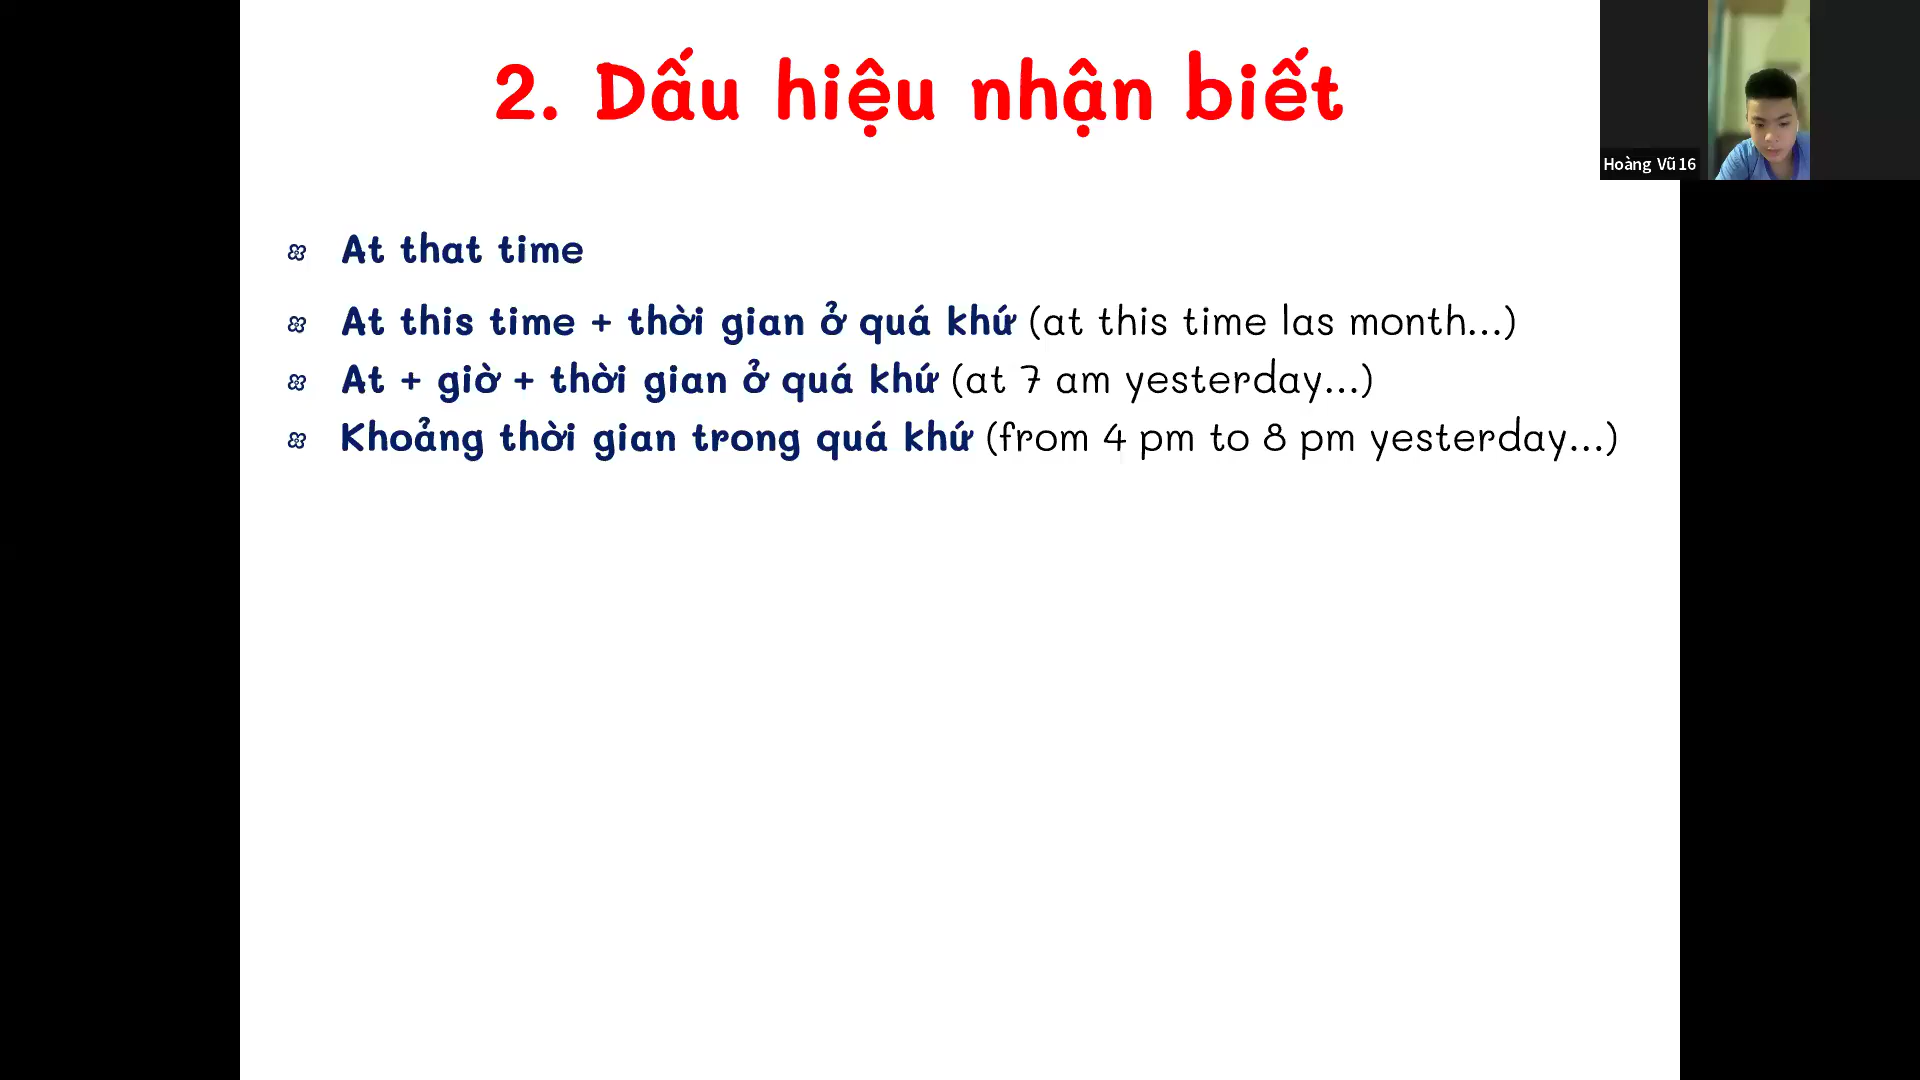 2. Dấu hiệu nhận biết
Hoàng Vũ 16
At that time
At this time + thời gian ở quá khứ (at this time las month...)
At + giờ + thời gian ở quá khứ (at 7 am yesterday...)
Khoảng thời gian trong quá khứ (from 4 pm to 8 pm yesterday...)